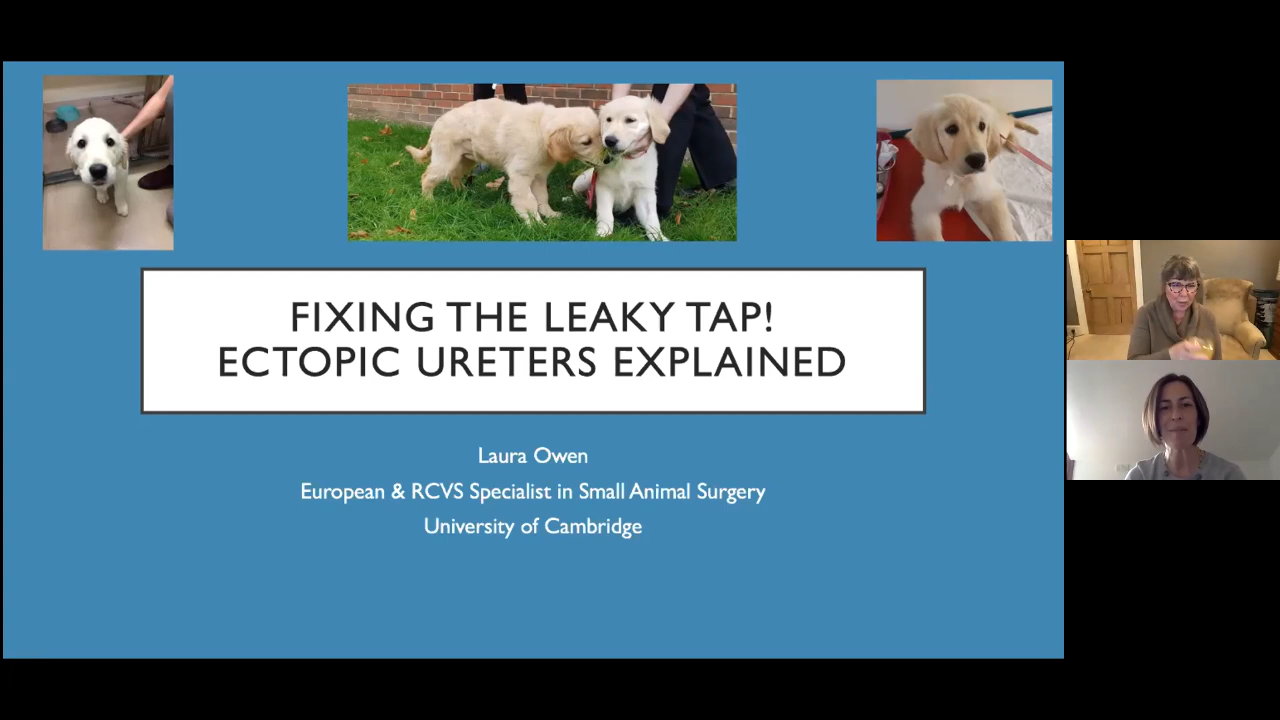 FIXING THE LEAKY TAP!
ECTOPIC URETERS EXPLAINED
Laura Owen
European & RCVS Specialist in Small Animal Surgery
University of Cambridge